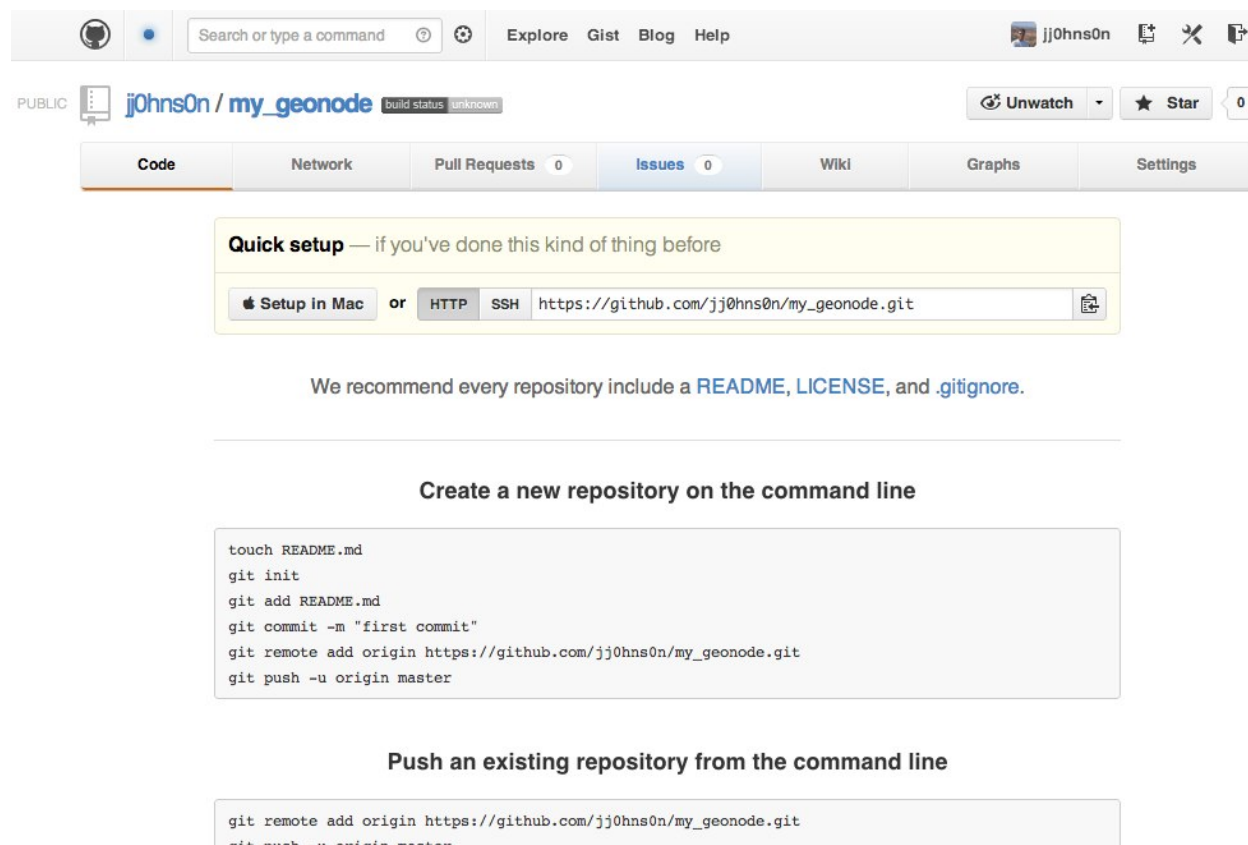 Search or type a command
Explore Gist Blog Help
jj0hns0n
PUBLIC
jj0hns0n / my_geonode
build status unknown
Unwatch
Star
0
Code
Network
Pull Requests 0
Issues 0
Wiki
Graphs
Settings
Quick setup — if you've done this kind of thing before
Setup in Mac or HTTP SSH https://github.com/jj0hns0n/my_geonode.git
We recommend every repository include a README, LICENSE, and .gitignore.
Create a new repository on the command line
touch README.md
git init
git add README.md
git commit -m "first commit"
git remote add origin https://github.com/jj0hns0n/my_geonode.git
git push -u origin master
Push an existing repository from the command line
git remote add origin https://github.com/jj0hns0n/my_geonode.git
git push -u origin master